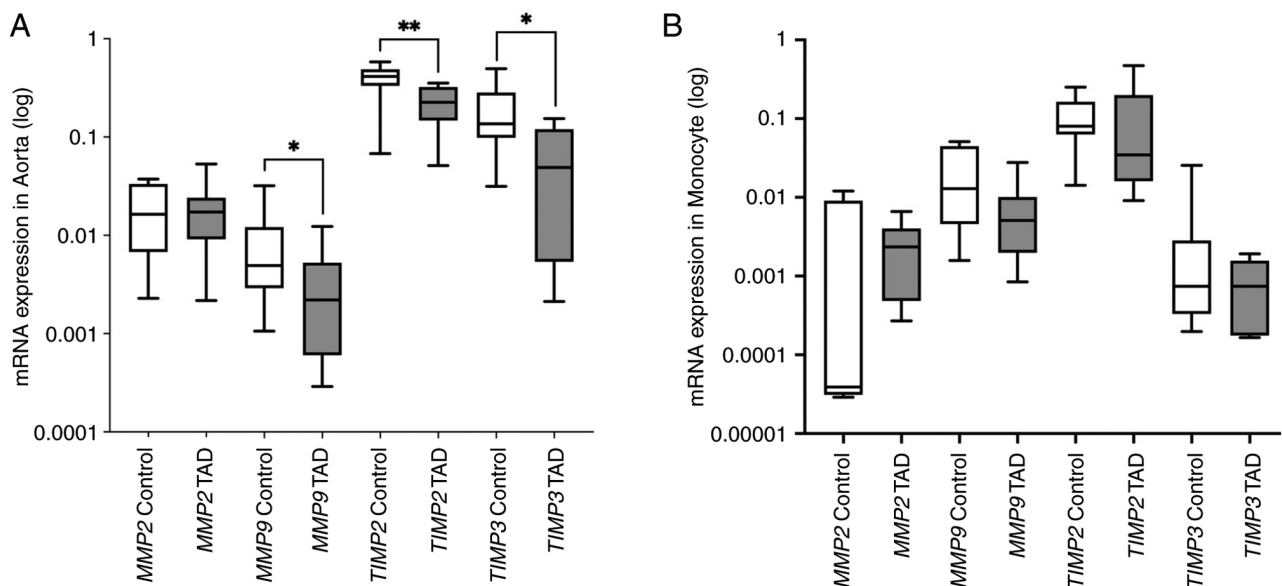 A
mRNA expression in Aorta (log)
1
0.1
0.01
0.001
0.0001
*
**
*
MMP2 Control
MMP2 TAD
MMP9 Control
MMP9 TAD
TIMP2 Control
TIMP2 TAD
TIMP3 Control
TIMP3 TAD
B
mRNA expression in Monocyte (log)
1
0.1
0.01
0.001
0.0001
0.00001
MMP2 Control
MMP2 TAD
MMP9 Control
MMP9 TAD
TIMP2 Control
TIMP2 TAD
TIMP3 Control
TIMP3 TAD